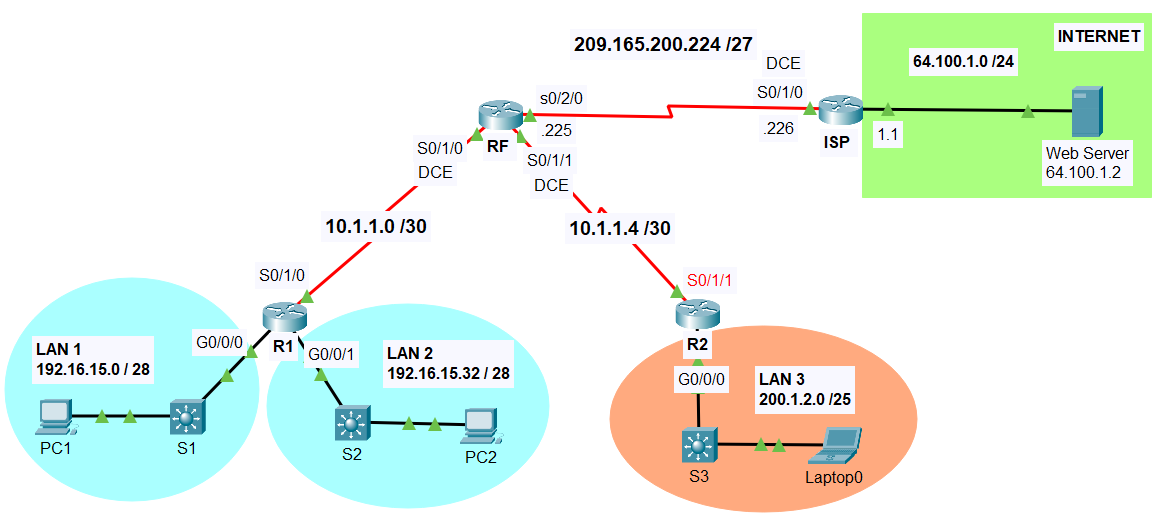 INTERNET
209.165.200.224 /27
64.100.1.0 /24
DCE
S0/1/0
s0/2/0
.225
.226
ISP
1.1
Web Server
64.100.1.2
RF
S0/1/0
DCE
S0/1/1
DCE
10.1.1.0 /30
10.1.1.4 /30
S0/1/0
S0/1/1
R1
R2
G0/0/0
G0/0/1
G0/0/0
LAN 1
192.16.15.0 / 28
LAN 2
192.16.15.32 / 28
LAN 3
200.1.2.0 /25
PC1
S1
S2
PC2
S3
Laptop0